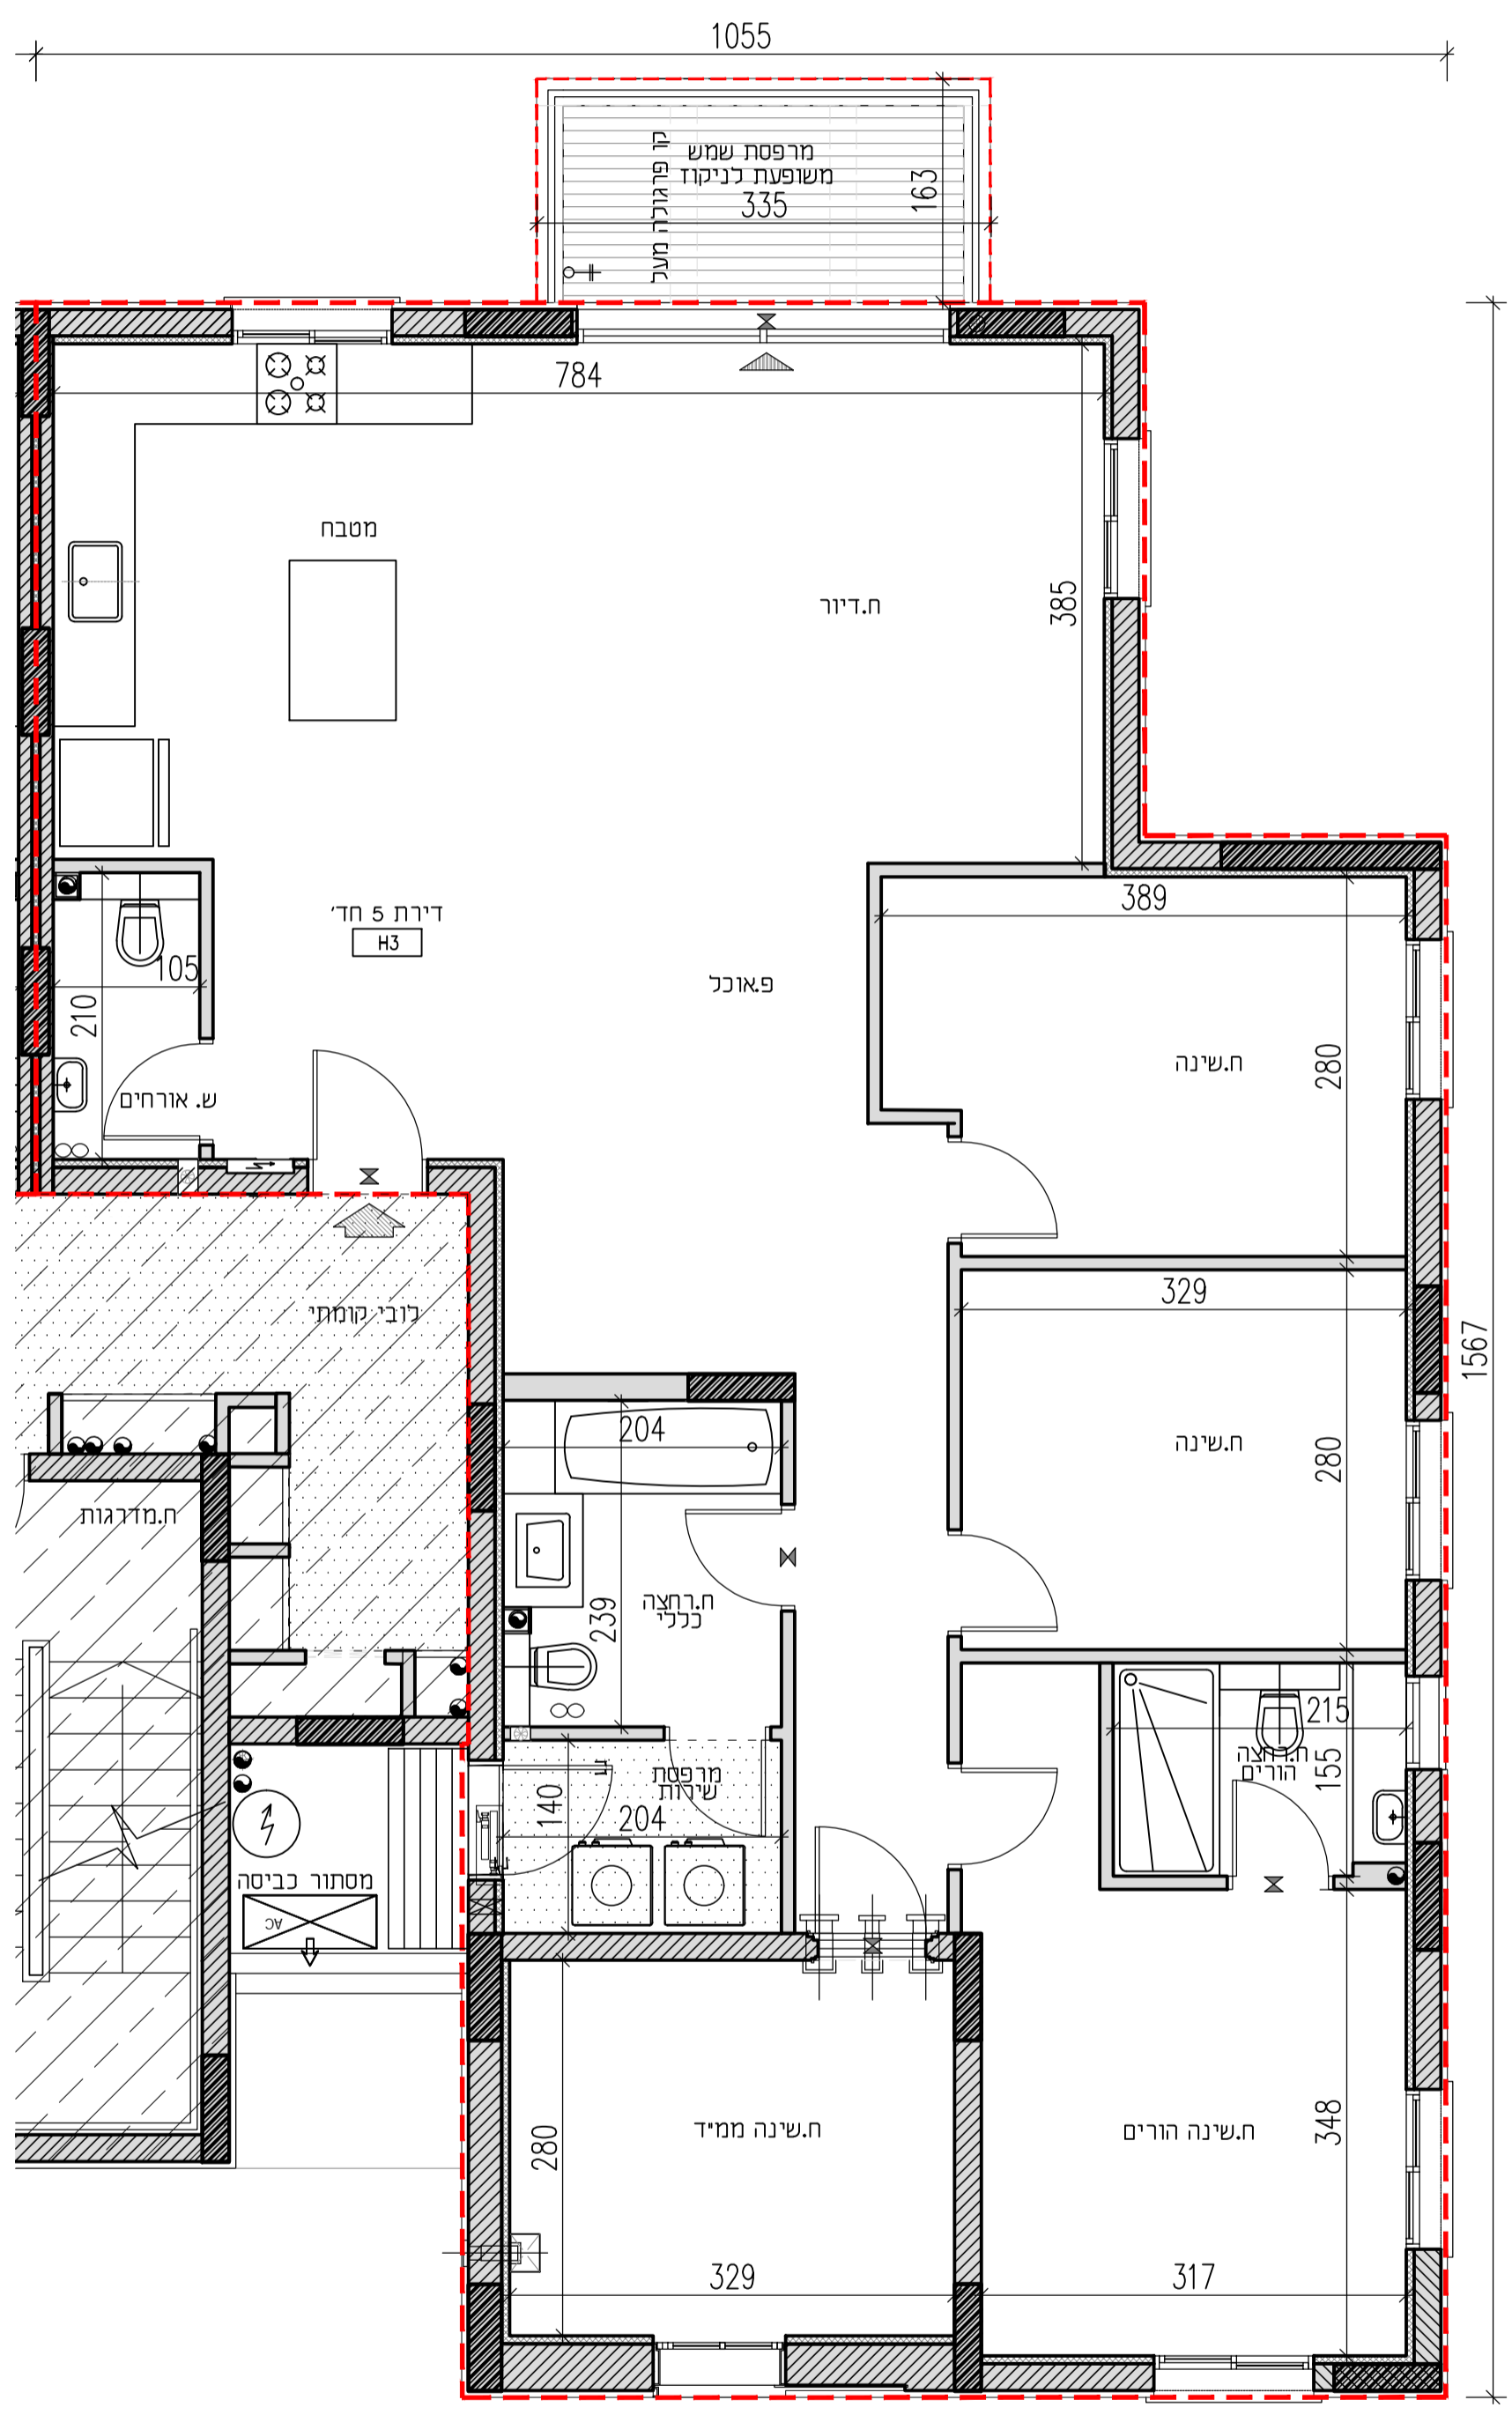 1055
מרפסת שמש
משופעת לניקוז
335
163
קו פרגולה מעל
784
מטבח
ח.דיור
385
דירת 5 חד'
H3
389
105
210
פ.אוכל
ח.שינה
280
ש. אורחים
לובי קומתי
329
1567
204
ח.שינה
280
ח.מדרגות
239
ח.רחצה
כללי
215
155
ח.רחצה
הורים
מרפסת
שירות
140
204
מסתור כביסה
AC
ח.שינה ממ"ד
280
329
ח.שינה הורים
348
317